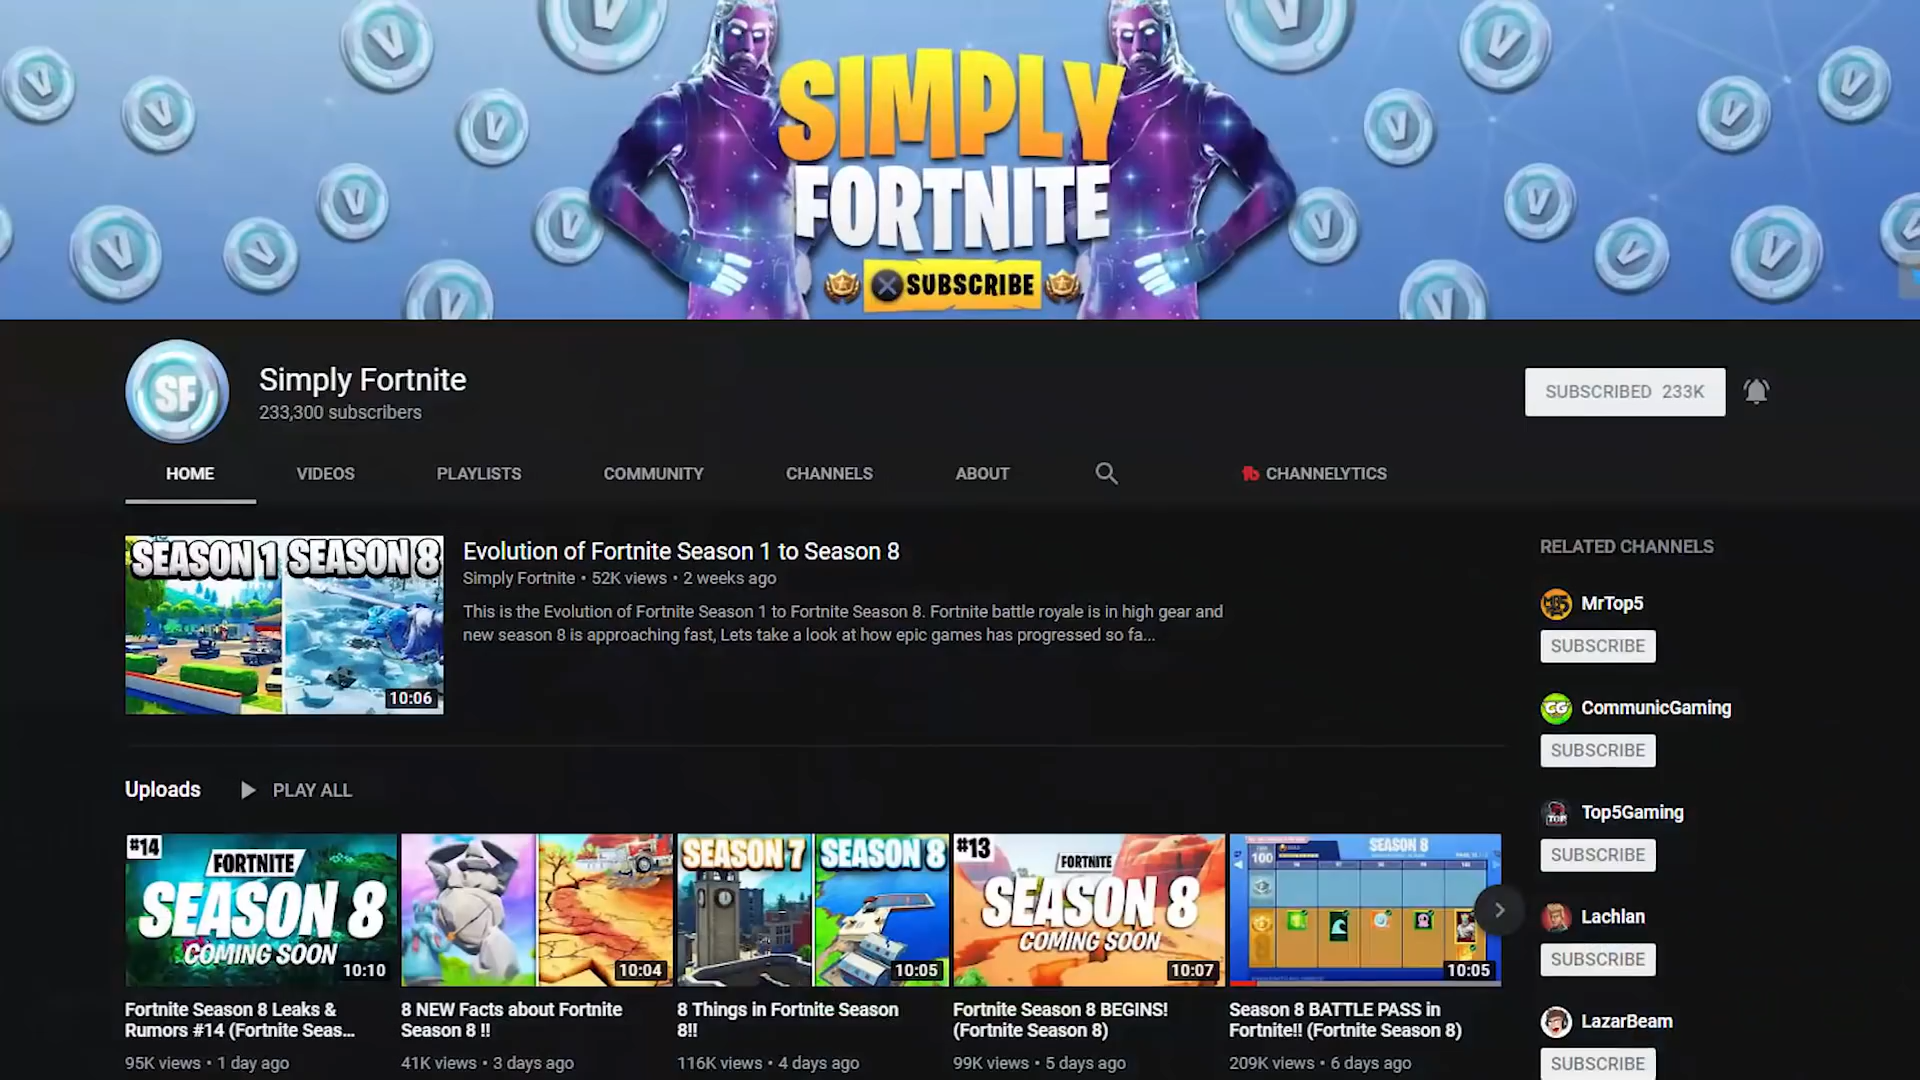 SIMPLY
FORTNITE
SUBSCRIBE
SF
Simply Fortnite
233,300 subscribers
SUBSCRIBED 233K
HOME VIDEOS PLAYLISTS COMMUNITY CHANNELS ABOUT CHANNELYTICS
SEASON 1 SEASON 8
10:06
Evolution of Fortnite Season 1 to Season 8
Simply Fortnite • 52K views • 2 weeks ago
This is the Evolution of Fortnite Season 1 to Fortnite Season 8. Fortnite battle royale is in high gear and
new season 8 is approaching fast, Lets take a look at how epic games has progressed so fa...
RELATED CHANNELS
MrTop5
SUBSCRIBE
CommunicGaming
SUBSCRIBE
Top5Gaming
SUBSCRIBE
Lachlan
SUBSCRIBE
LazarBeam
SUBSCRIBE
Uploads PLAY ALL
#14
FORTNITE
SEASON 8
COMING SOON
10:10
Fortnite Season 8 Leaks &
Rumors #14 (Fortnite Seas...
95K views • 1 day ago
10:04
8 NEW Facts about Fortnite
Season 8 !!
41K views • 3 days ago
SEASON 7 SEASON 8
10:05
8 Things in Fortnite Season
8!!
116K views • 4 days ago
#13
FORTNITE
SEASON 8
COMING SOON
10:07
Fortnite Season 8 BEGINS!
(Fortnite Season 8)
99K views • 5 days ago
SEASON 8
100
10:05
Season 8 BATTLE PASS in
Fortnite!! (Fortnite Season 8)
209K views • 6 days ago